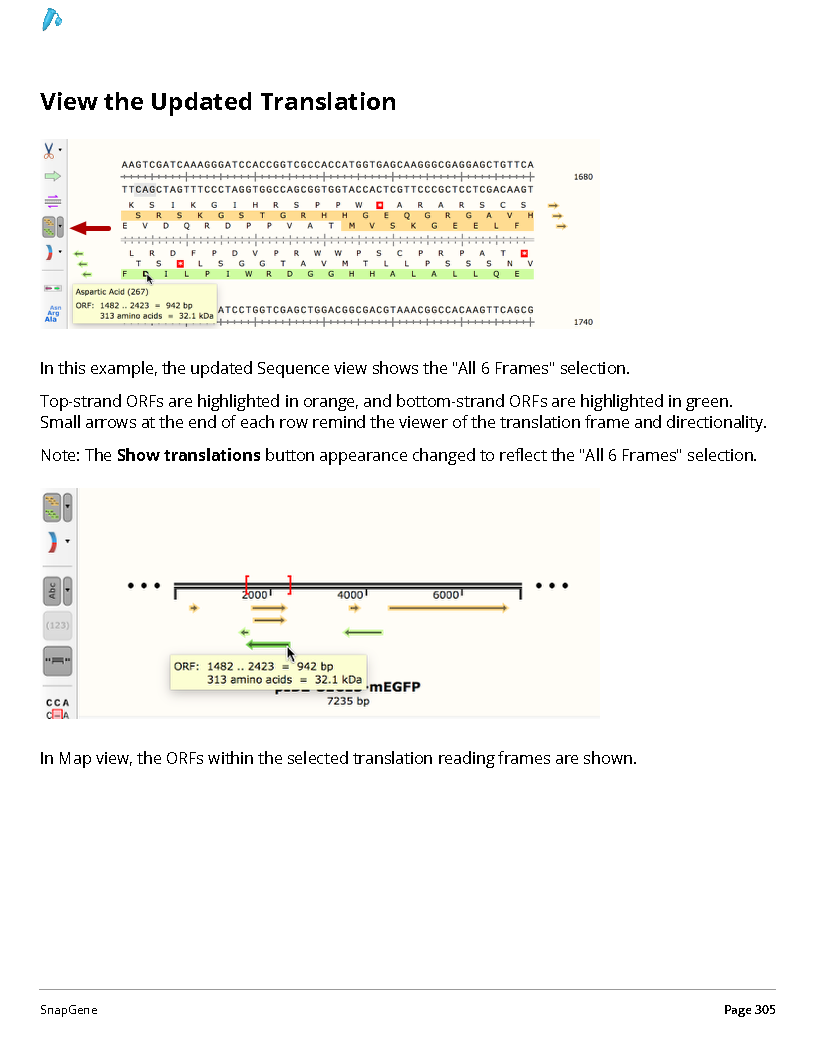 View the Updated Translation
AAGTCGATCAAAGGGATCCACCGGTCGCCACCATGGTGAGCAAGGGCGAGGAGCTGTTCA
1680
TTCAGCTAGTTTCCCTAGGTGGCCAGCGGTGGTACCACTCGTTCCCGCTCCTCGACAAGT
K S I K G I H R S P P W * A R A R S C S
S R S K G S T G R H H G E Q G R G A V H
E V D Q R D P P V A T M V S K G E E L F
L R D F P D V P R W W P S C P R P A T *
T S * L S G G T A V M T L L P S S S N V
F D I L P I W R D G G H H A L A L L Q E
Aspartic Acid (267)
ORF: 1482 .. 2423 = 942 bp
313 amino acids = 32.1 kDa
Asn
Arg
Ala
ATCCTGGTCGAGCTGGACGGCGACGTAAACGGCCACAAGTTCAGCG
1740
In this example, the updated Sequence view shows the "All 6 Frames" selection.
Top-strand ORFs are highlighted in orange, and bottom-strand ORFs are highlighted in green.
Small arrows at the end of each row remind the viewer of the translation frame and directionality.
Note: The Show translations button appearance changed to reflect the "All 6 Frames" selection.
Abc
(123)
CCA
C–A
2000 4000 6000
ORF: 1482 .. 2423 = 942 bp
313 amino acids = 32.1 kDa
-mEGFP
7235 bp
In Map view, the ORFs within the selected translation reading frames are shown.
SnapGene
Page 305